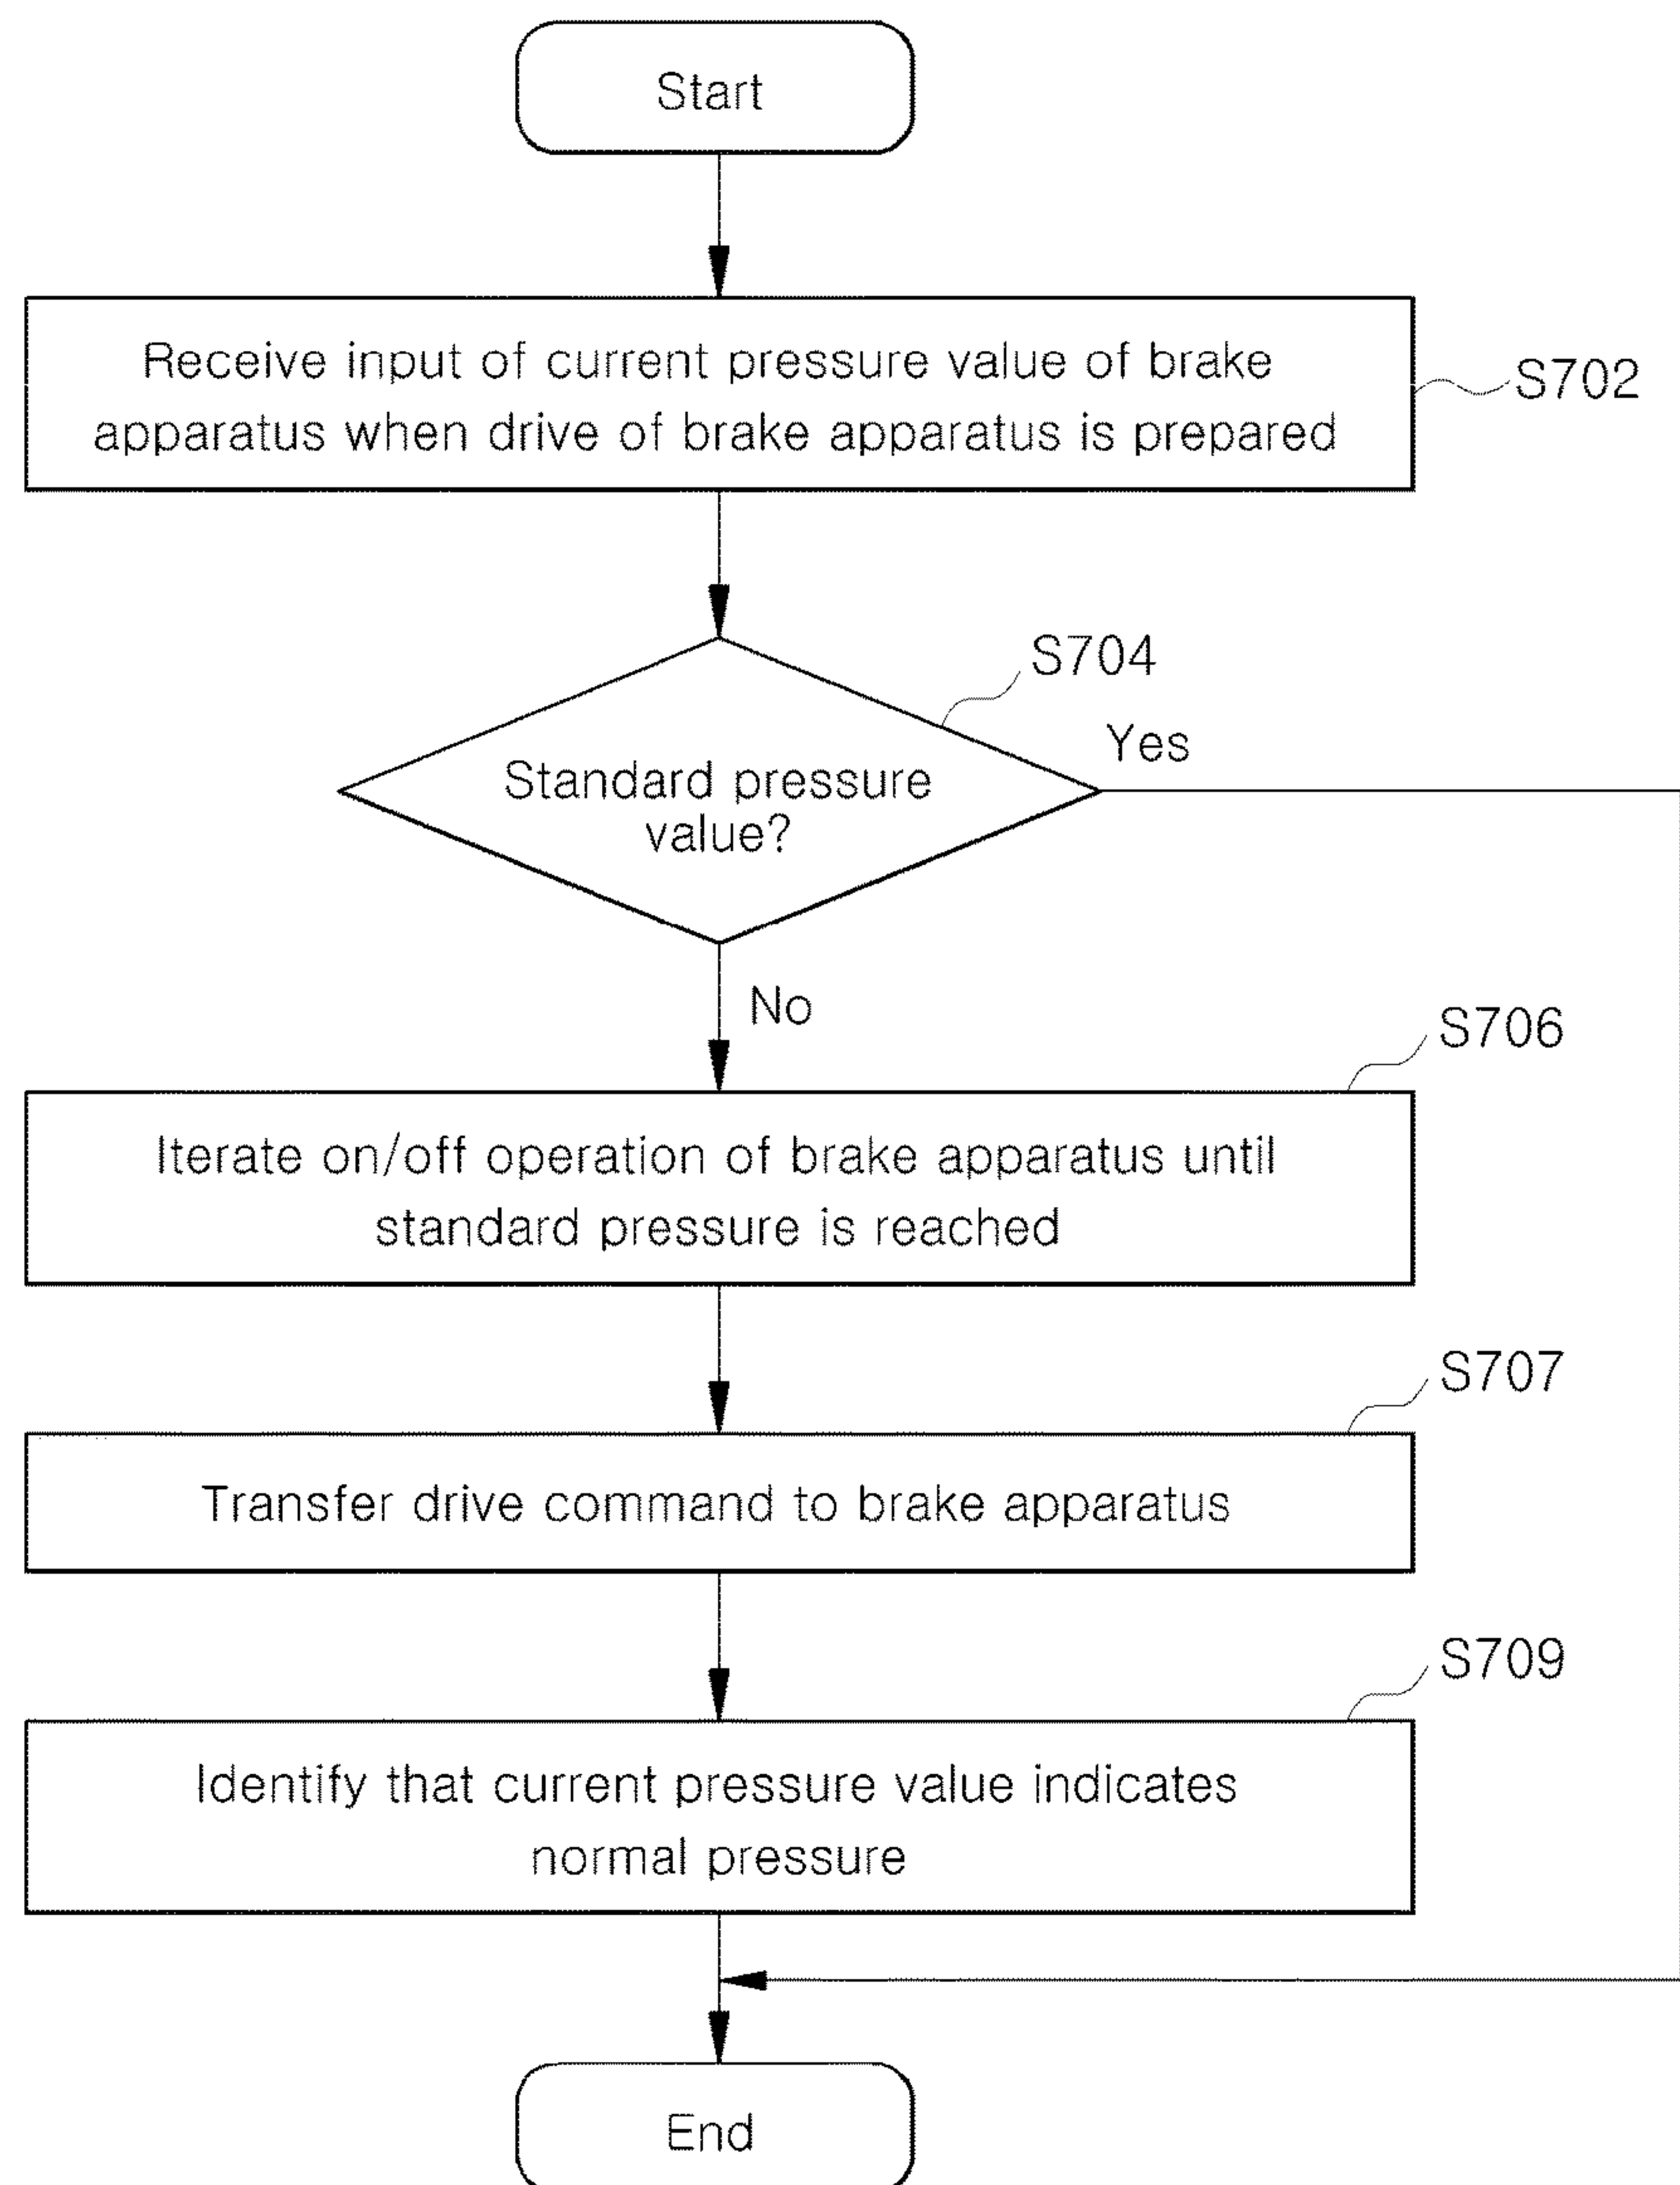 Start
Receive input of current pressure value of brake
apparatus when drive of brake apparatus is prepared
S702
S704
Yes
Standard pressure
value?
No
S706
Iterate on/off operation of brake apparatus until
standard pressure is reached
S707
Transfer drive command to brake apparatus
S709
Identify that current pressure value indicates
normal pressure
End